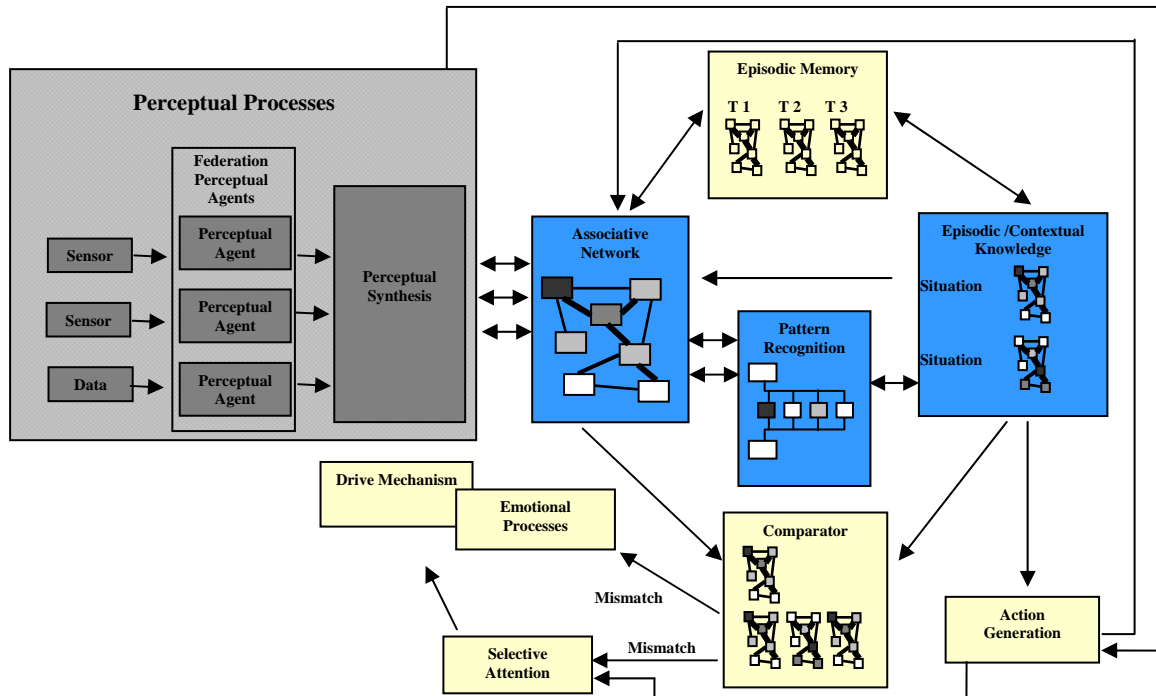 Perceptual Processes
Federation
Perceptual
Agents
Sensor
Sensor
Data
Perceptual
Agent
Perceptual
Agent
Perceptual
Agent
Perceptual
Synthesis
Episodic Memory
T 1 T 2 T 3
Associative
Network
Pattern
Recognition
Episodic /Contextual
Knowledge
Situation
Situation
Drive Mechanism
Emotional
Processes
Comparator
Mismatch
Mismatch
Selective
Attention
Action
Generation